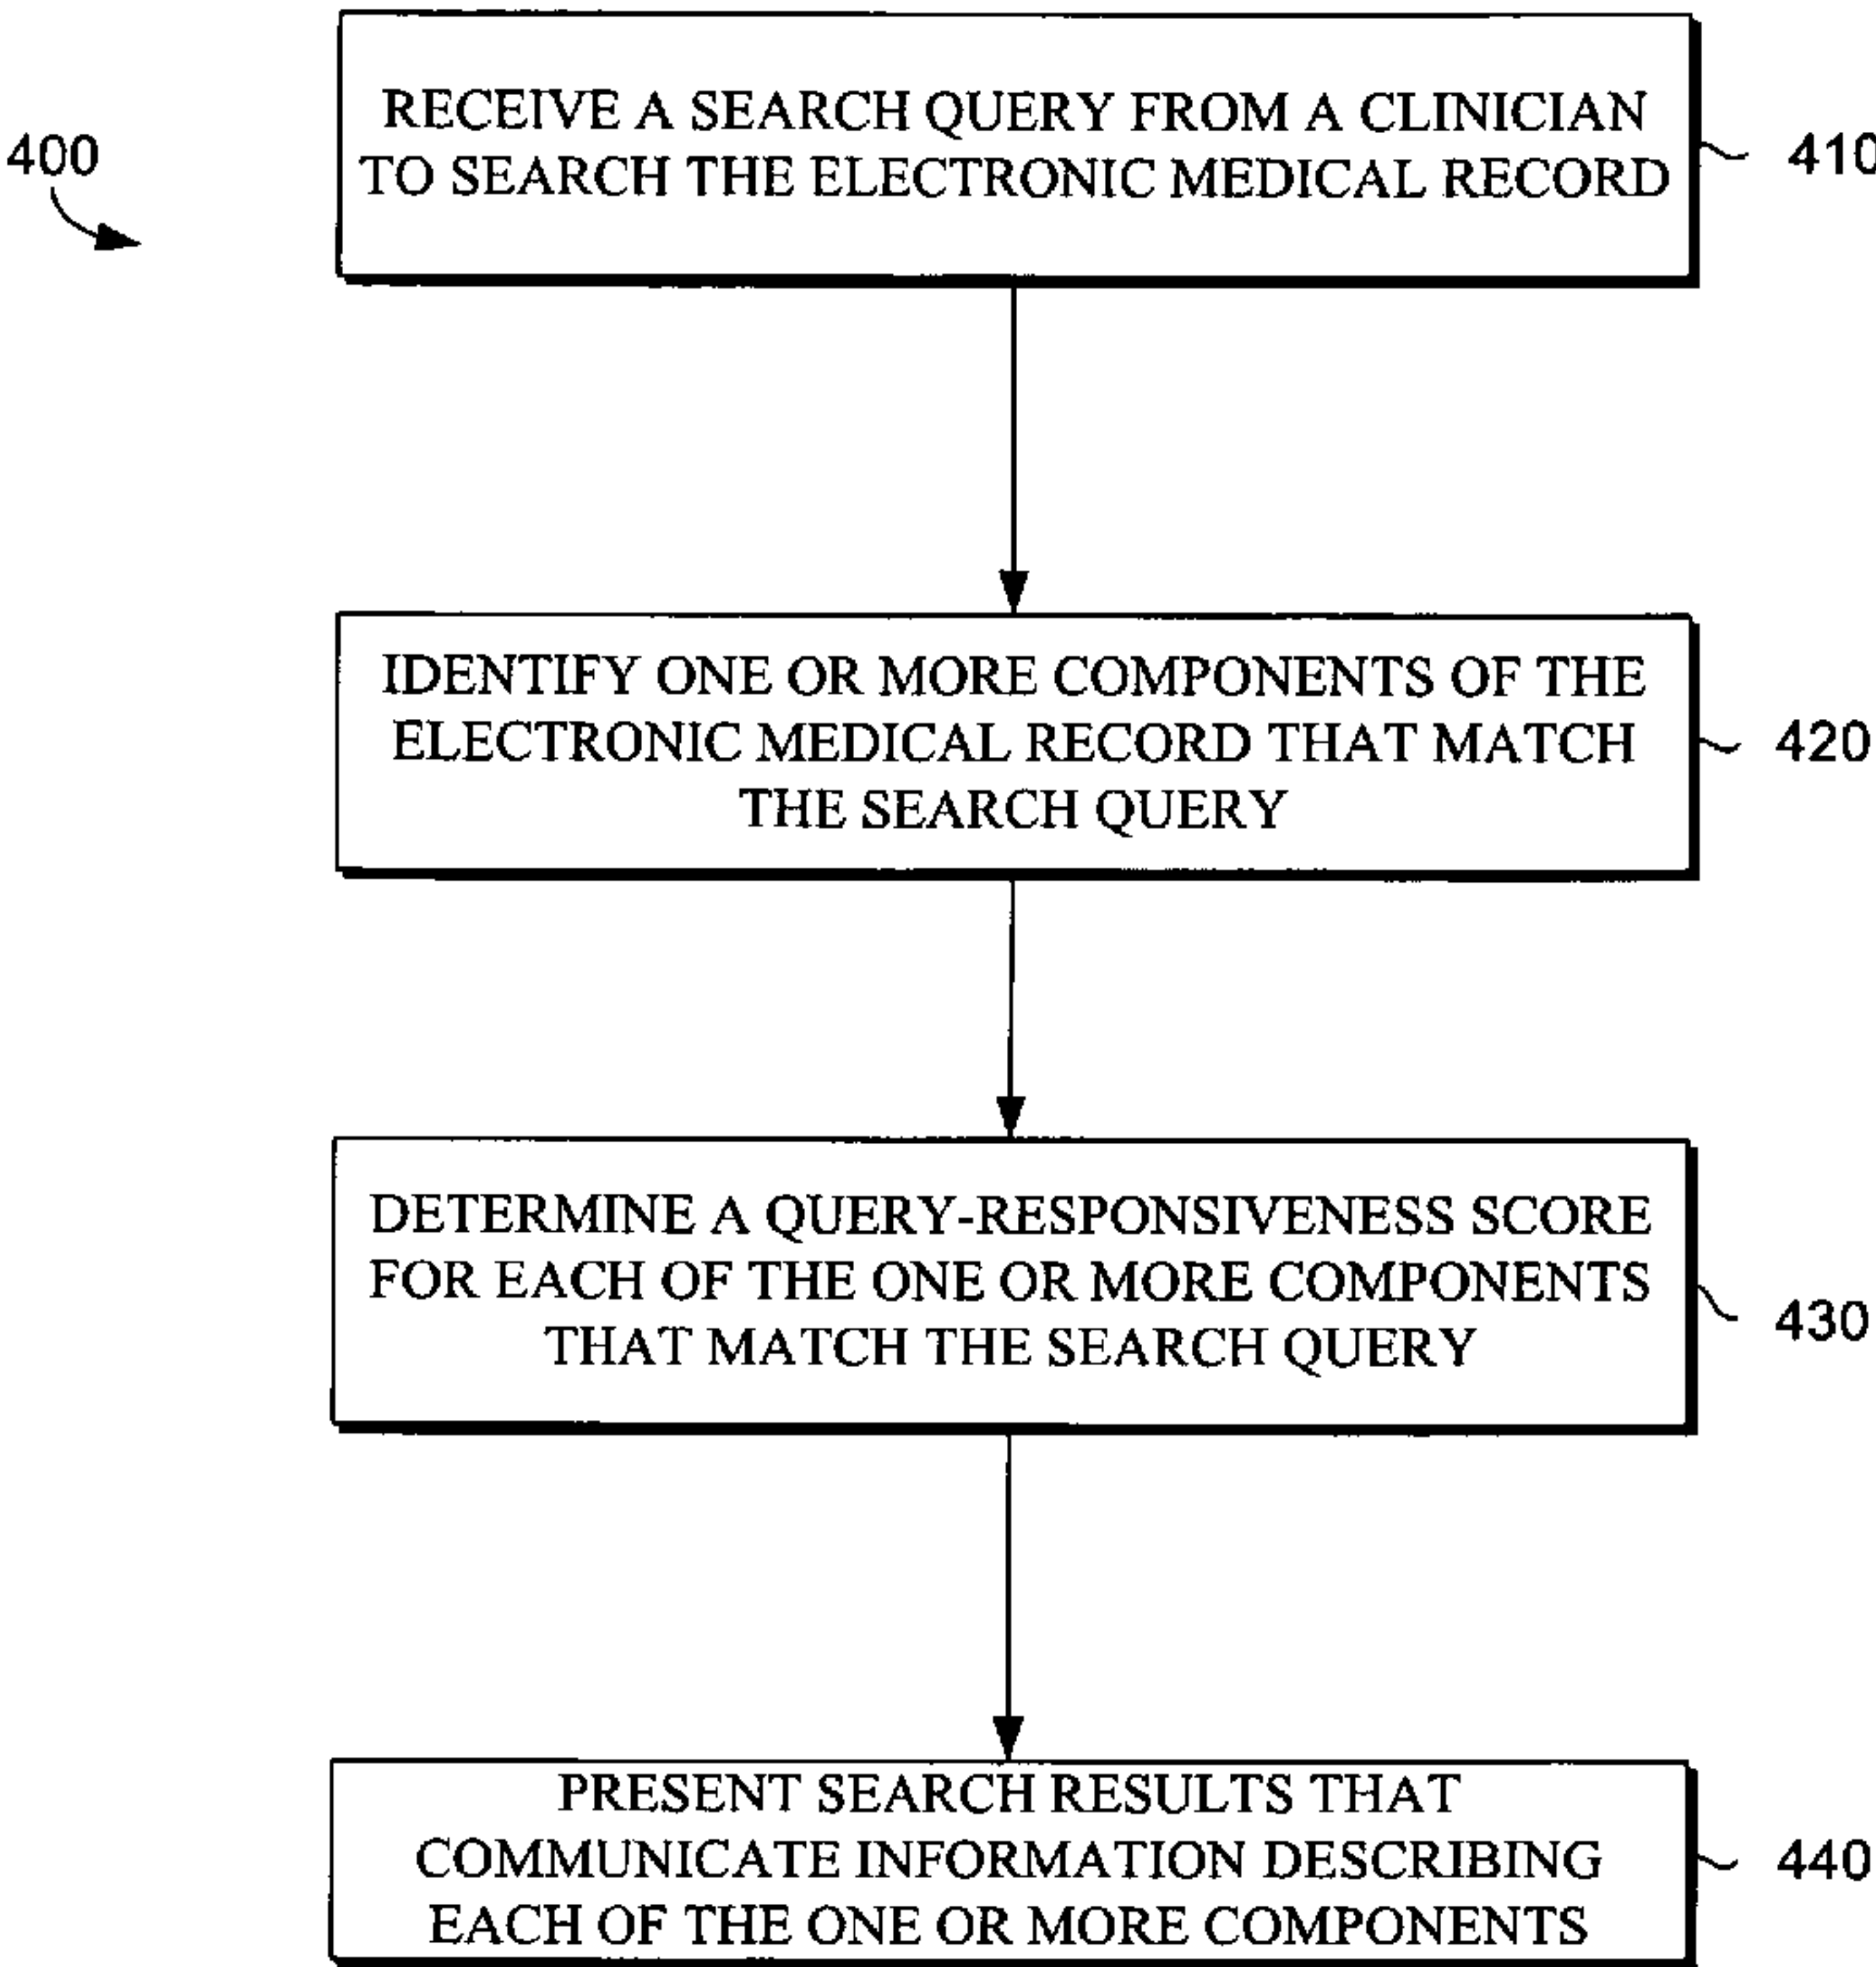 400
RECEIVE A SEARCH QUERY FROM A CLINICIAN
TO SEARCH THE ELECTRONIC MEDICAL RECORD
410
IDENTIFY ONE OR MORE COMPONENTS OF THE
ELECTRONIC MEDICAL RECORD THAT MATCH
THE SEARCH QUERY
420
DETERMINE A QUERY-RESPONSIVENESS SCORE
FOR EACH OF THE ONE OR MORE COMPONENTS
THAT MATCH THE SEARCH QUERY
430
PRESENT SEARCH RESULTS THAT
COMMUNICATE INFORMATION DESCRIBING
EACH OF THE ONE OR MORE COMPONENTS
440